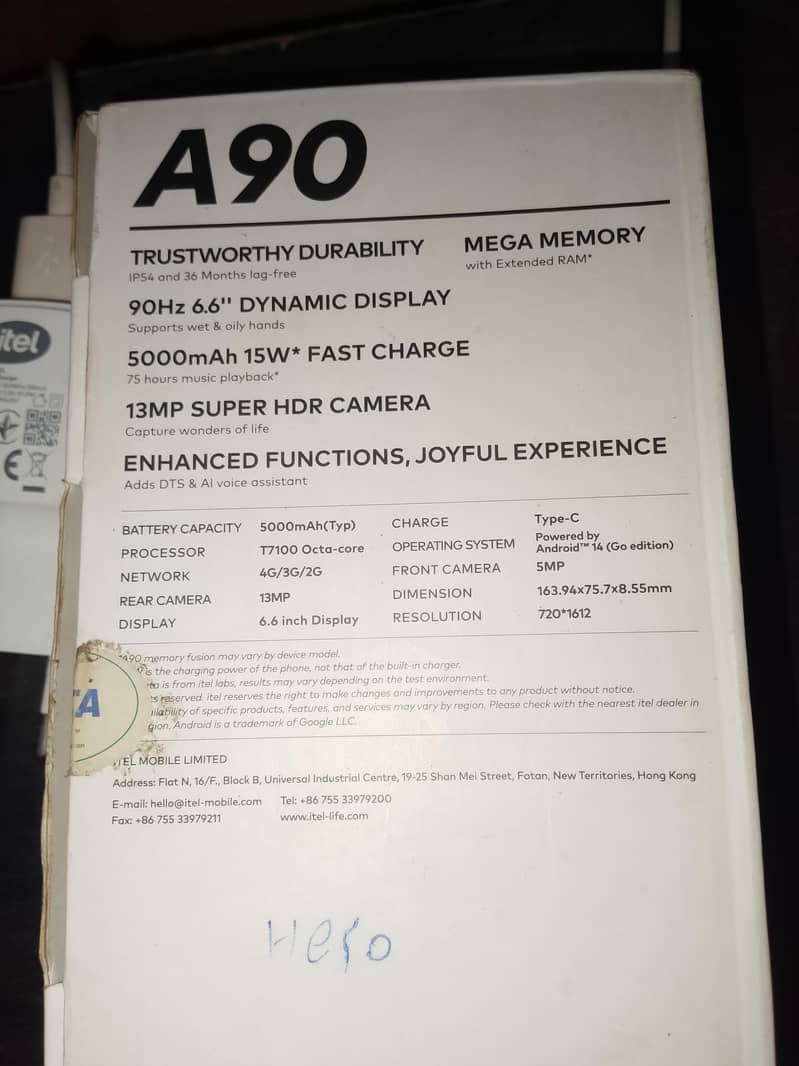 A90
TRUSTWORTHY DURABILITY
IP54 and 36 Months lag-free
MEGA MEMORY
with Extended RAM*
90Hz 6.6'' DYNAMIC DISPLAY
Supports wet & oily hands
5000mAh 15W* FAST CHARGE
75 hours music playback*
13MP SUPER HDR CAMERA
Capture wonders of life
ENHANCED FUNCTIONS, JOYFUL EXPERIENCE
Adds DTS & AI voice assistant
BATTERY CAPACITY 5000mAh(Typ)
PROCESSOR T7100 Octa-core
NETWORK 4G/3G/2G
REAR CAMERA 13MP
DISPLAY 6.6 inch Display
CHARGE Type-C
OPERATING SYSTEM Powered by
Android™ 14 (Go edition)
FRONT CAMERA 5MP
DIMENSION 163.94x75.7x8.55mm
RESOLUTION 720*1612
A90 memory fusion may vary by device model.
is the charging power of the phone, not that of the built-in charger.
is from itel labs, results may vary depending on the test environment.
reserved. itel reserves the right to make changes and improvements to any product without notice.
of specific products, features, and services may vary by region. Please check with the nearest itel dealer in
Android is a trademark of Google LLC.
ITEL MOBILE LIMITED
Address: Flat N, 16/F., Block B, Universal Industrial Centre, 19-25 Shan Mei Street, Fotan, New Territories, Hong Kong
E-mail: hello@itel-mobile.com Tel: +86 755 33979200
Fax: +86 755 33979211 www.itel-life.com
Hero
itel
CE